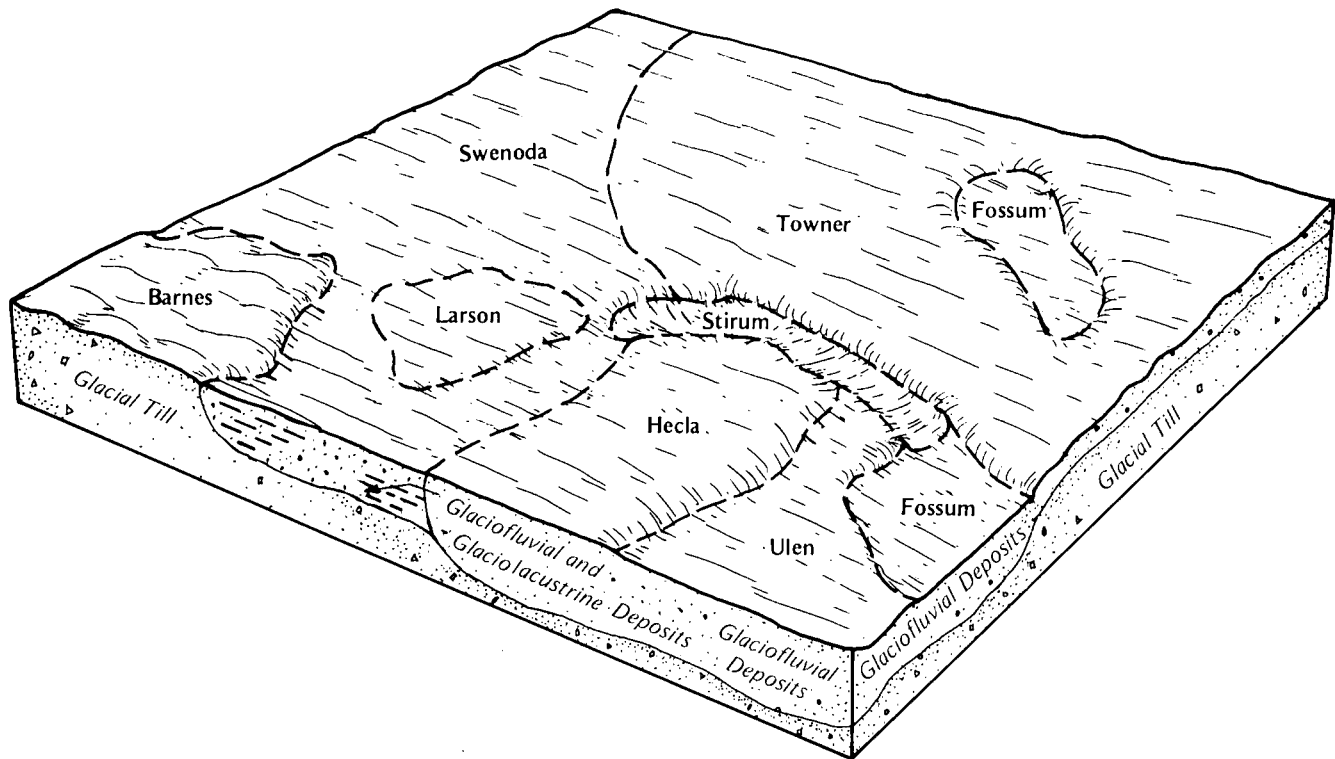 Swenoda
Fossum
Towner
Barnes
Larson
Stirum
Hecla
Fossum
Ulen
Glacial Till
Glacial Till
Glaciofluvial and
Glaciolacustrine Deposits
Glaciofluvial
Deposits
Glaciofluvial Deposits